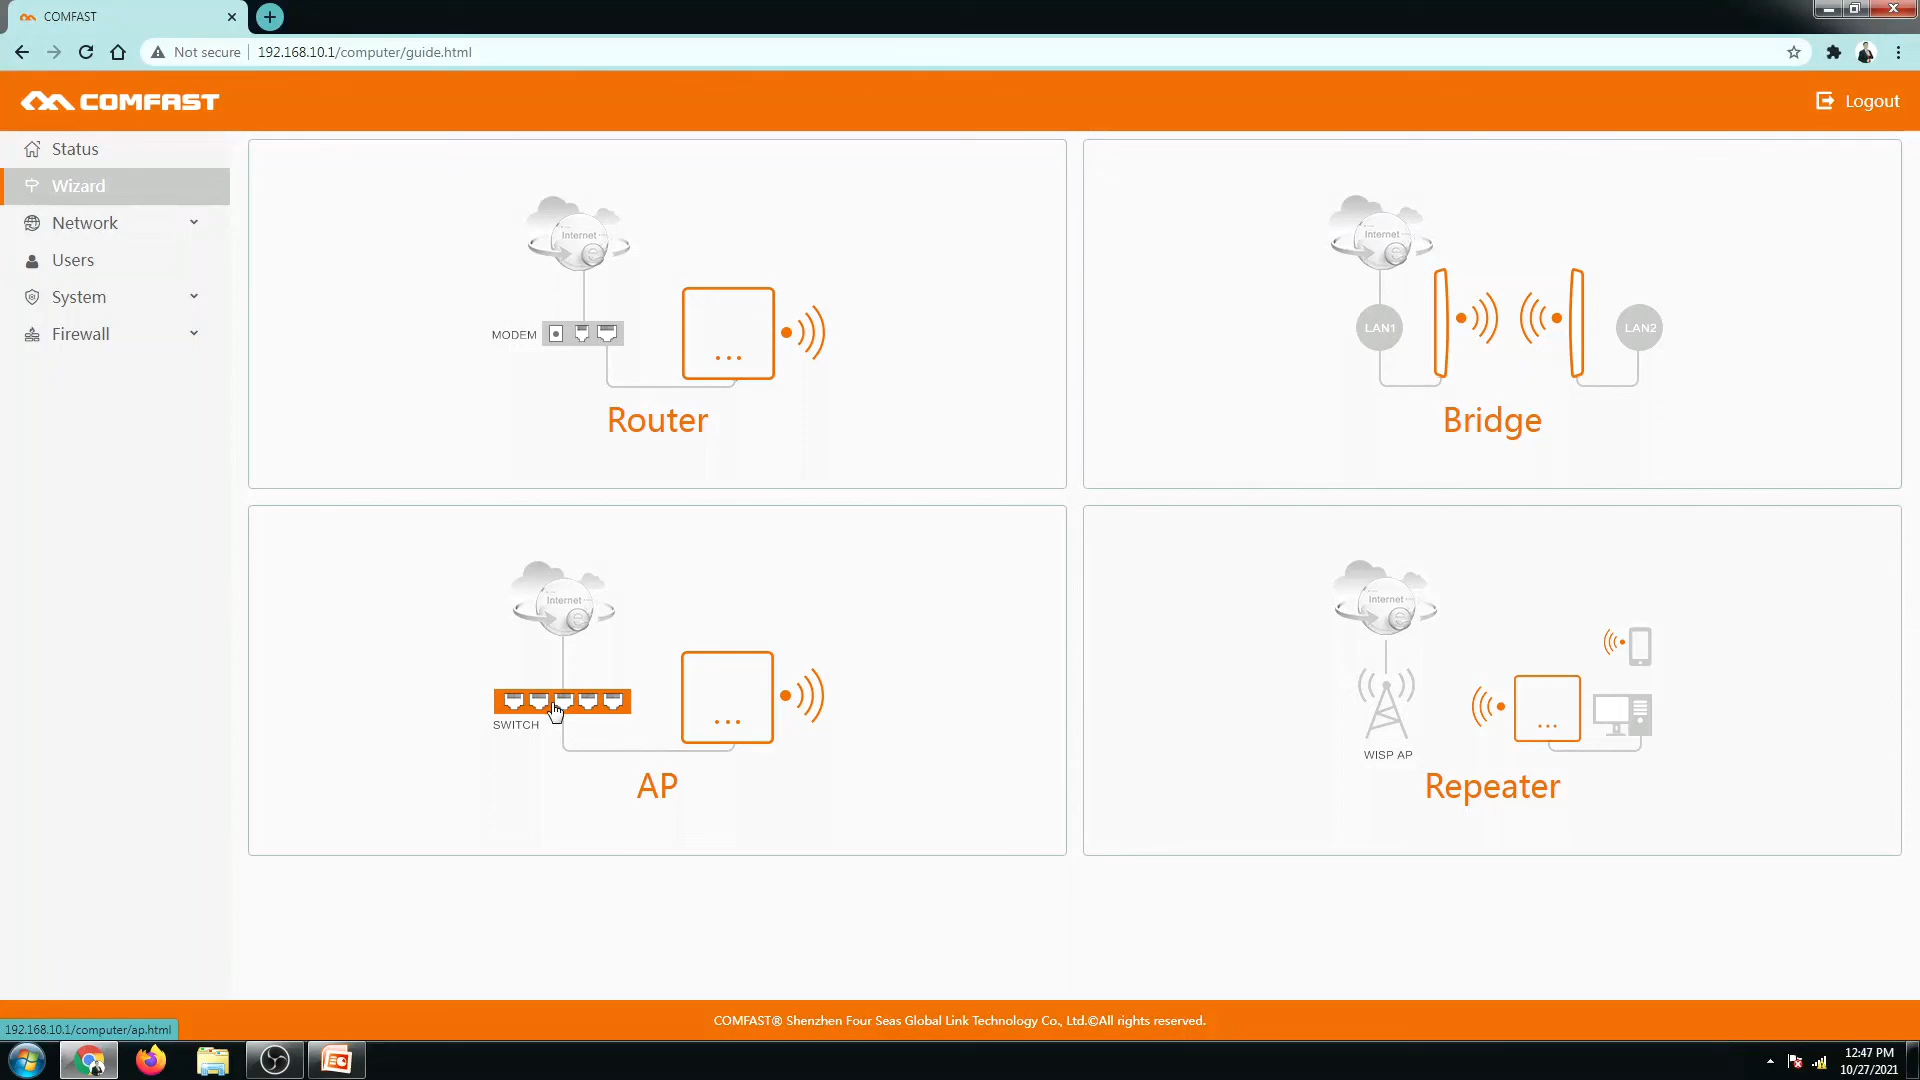 COMFAST
Not secure
192.168.10.1/computer/guide.html
COMFAST
Logout
Status
Wizard
Network
Users
System
Firewall
Internet
MODEM
Router
Internet
LAN1
LAN2
Bridge
Internet
SWITCH
AP
Internet
WISP AP
Repeater
COMFAST® Shenzhen Four Seas Global Link Technology Co., Ltd.©All rights reserved.
192.168.10.1/computer/ap.html
12:47 PM
10/27/2021